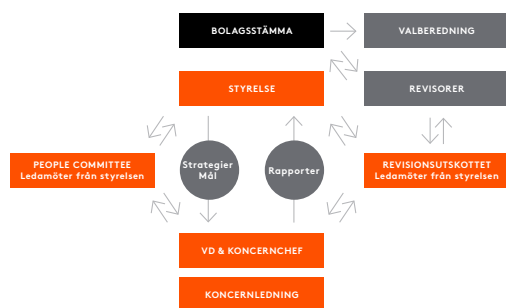 BOLAGSSTÄMMA
VALBEREDNING
STYRELSE
REVISORER
PEOPLE COMMITTEE
Ledamöter från styrelsen
Strategier
Mål
Rapporter
REVISIONSUTSKOTTET
Ledamöter från styrelsen
VD & KONCERNCHEF
KONCERNLEDNING